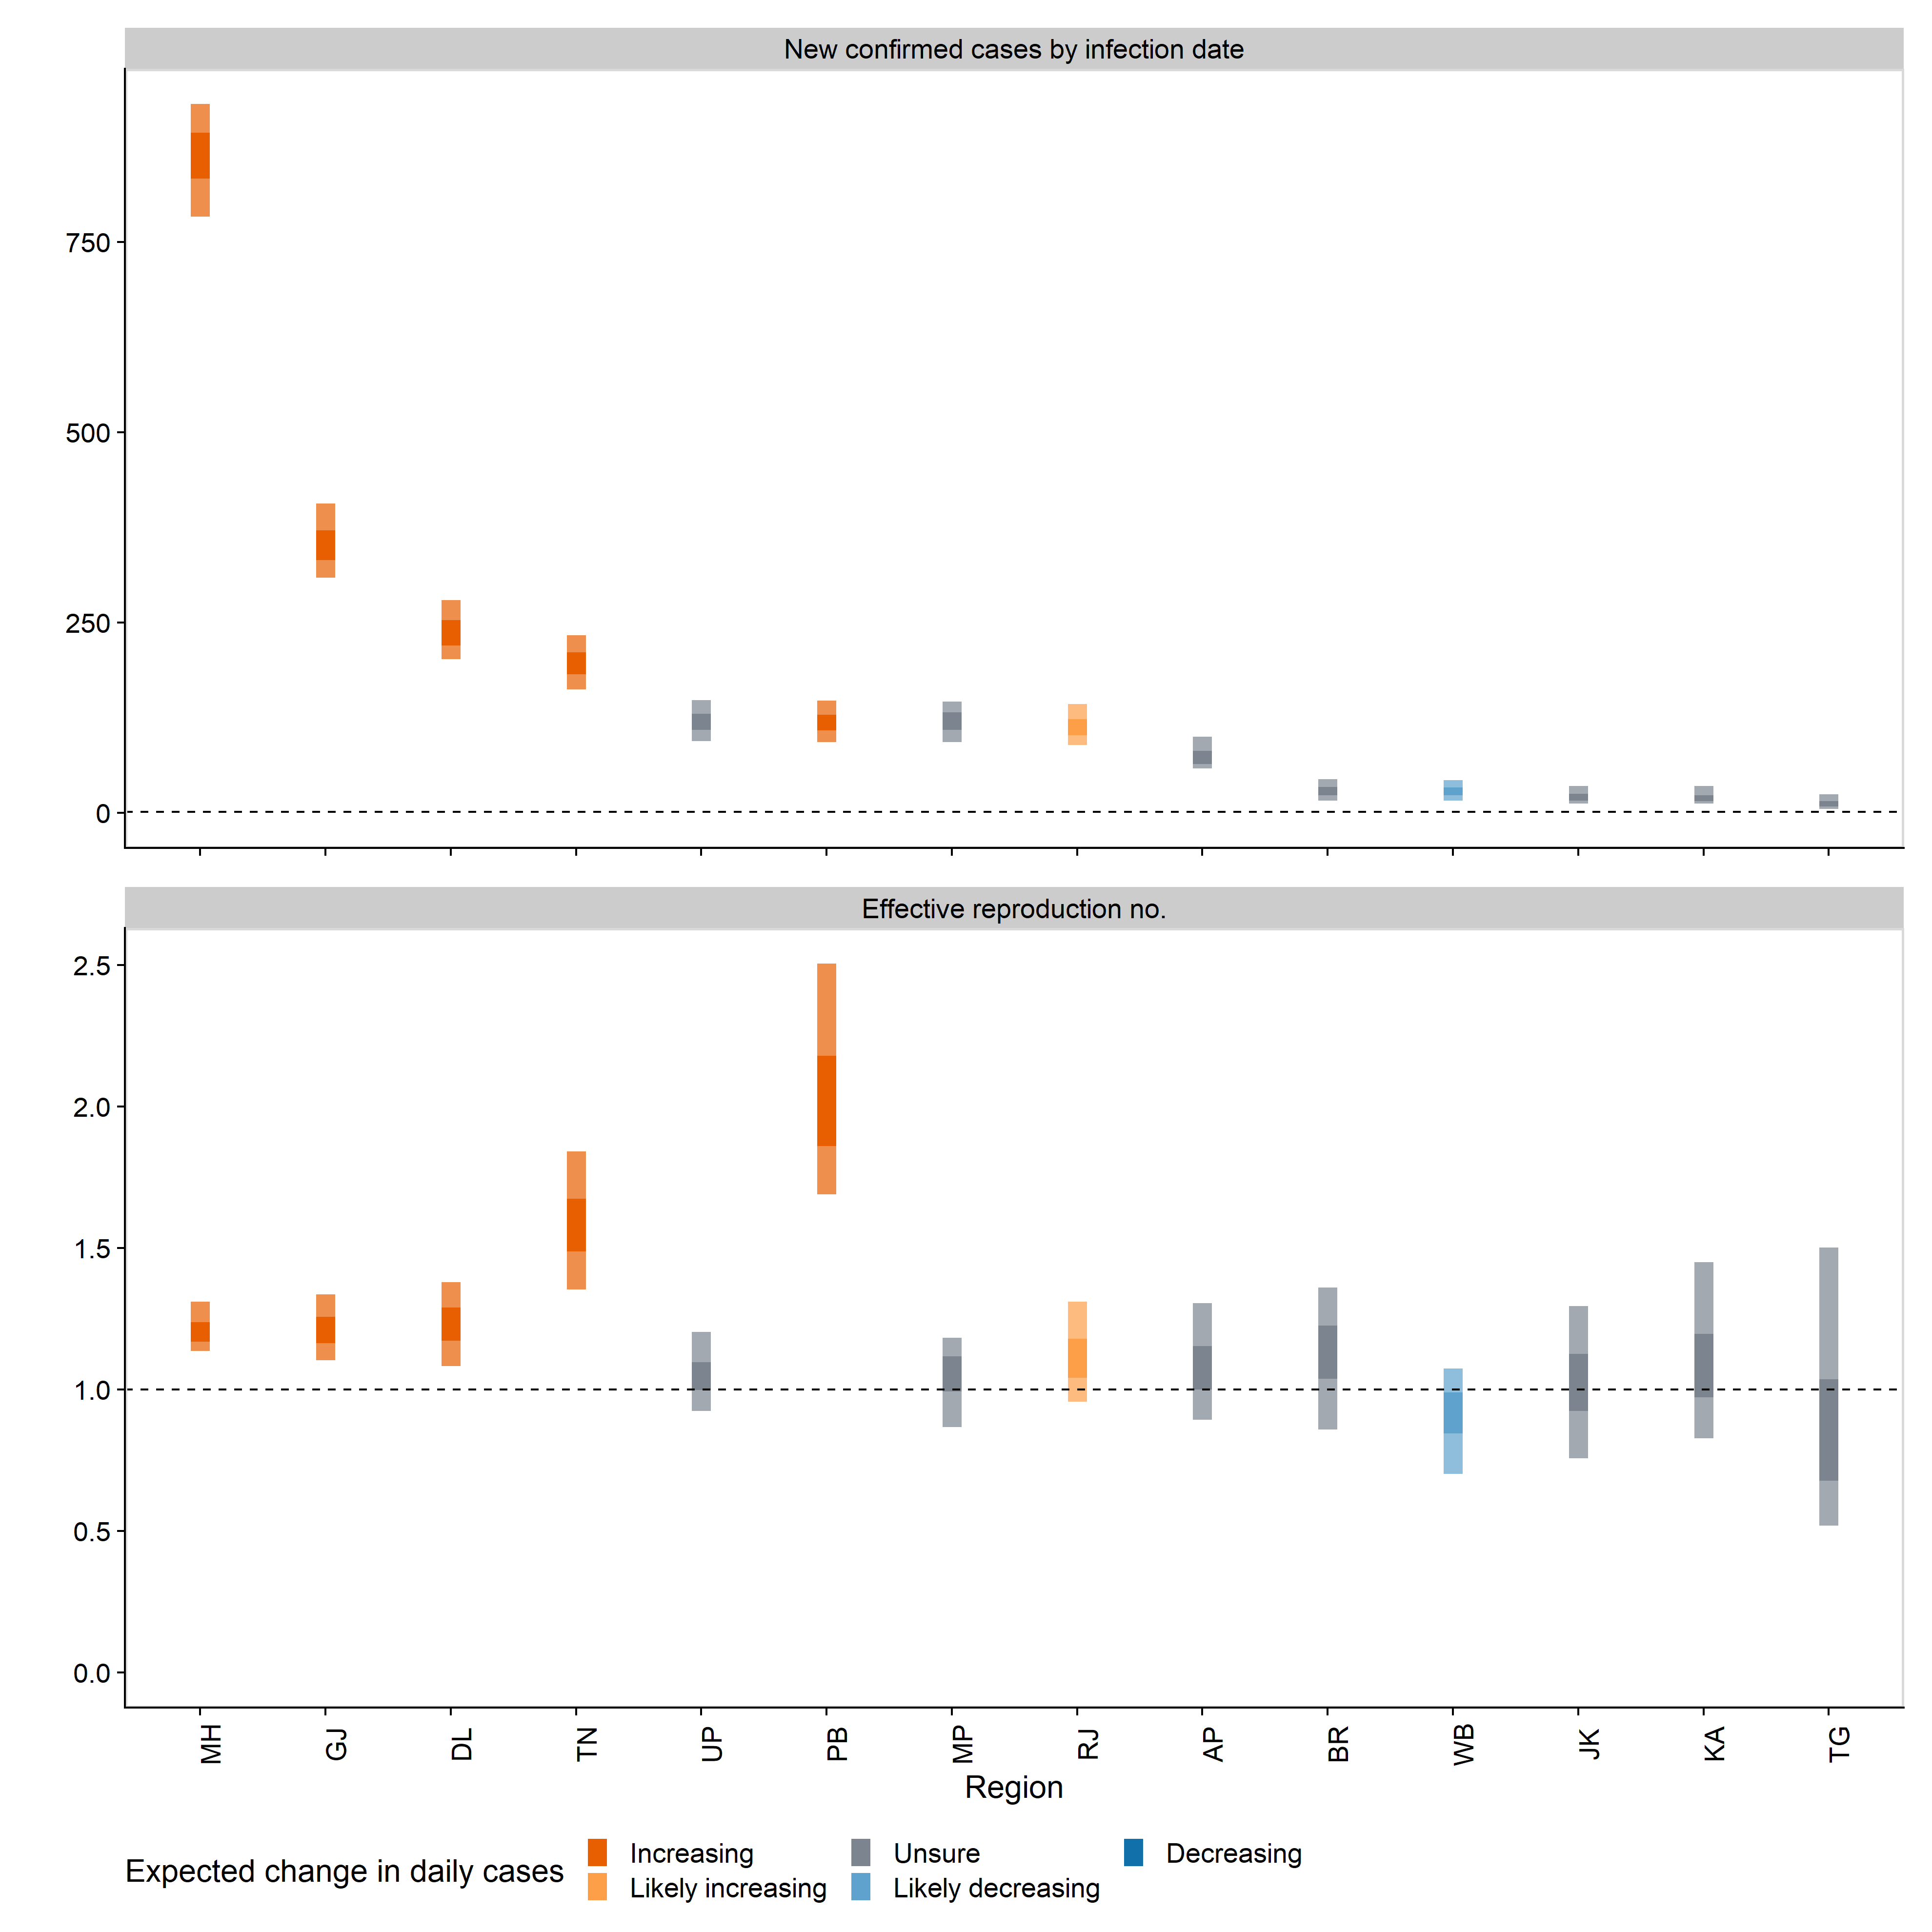 New confirmed cases by infection date
750
500
250
0
Effective reproduction no.
2.5
2.0
1.5
1.0
0.5
0.0
MH GJ DL TN UP PB MP RJ AP BR WB JK KA TG
Region
Expected change in daily cases
Increasing Unsure Decreasing
Likely increasing Likely decreasing